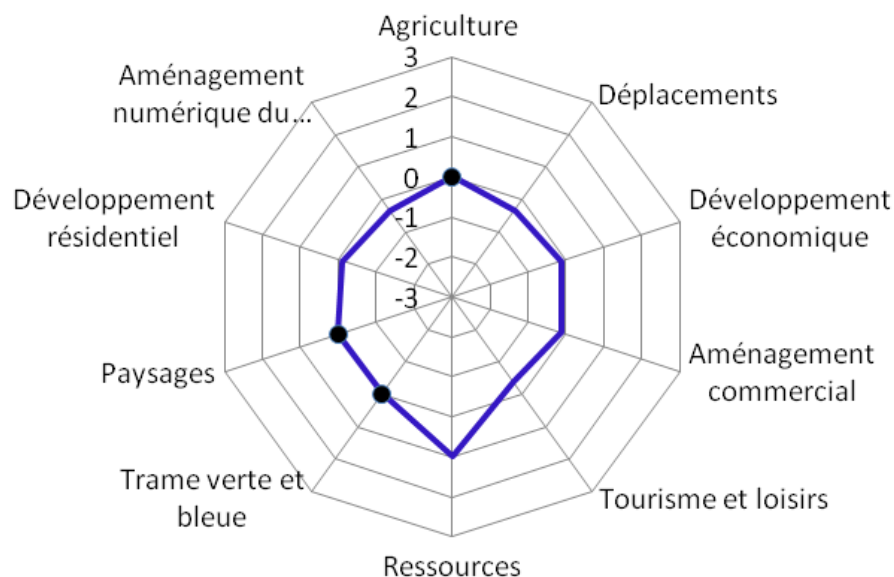 Agriculture
3
2
1
0
-1
-2
-3
Déplacements
Développement
économique
Aménagement
commercial
Tourisme et loisirs
Ressources
Trame verte et
bleue
Paysages
Développement
résidentiel
Aménagement
numérique du...